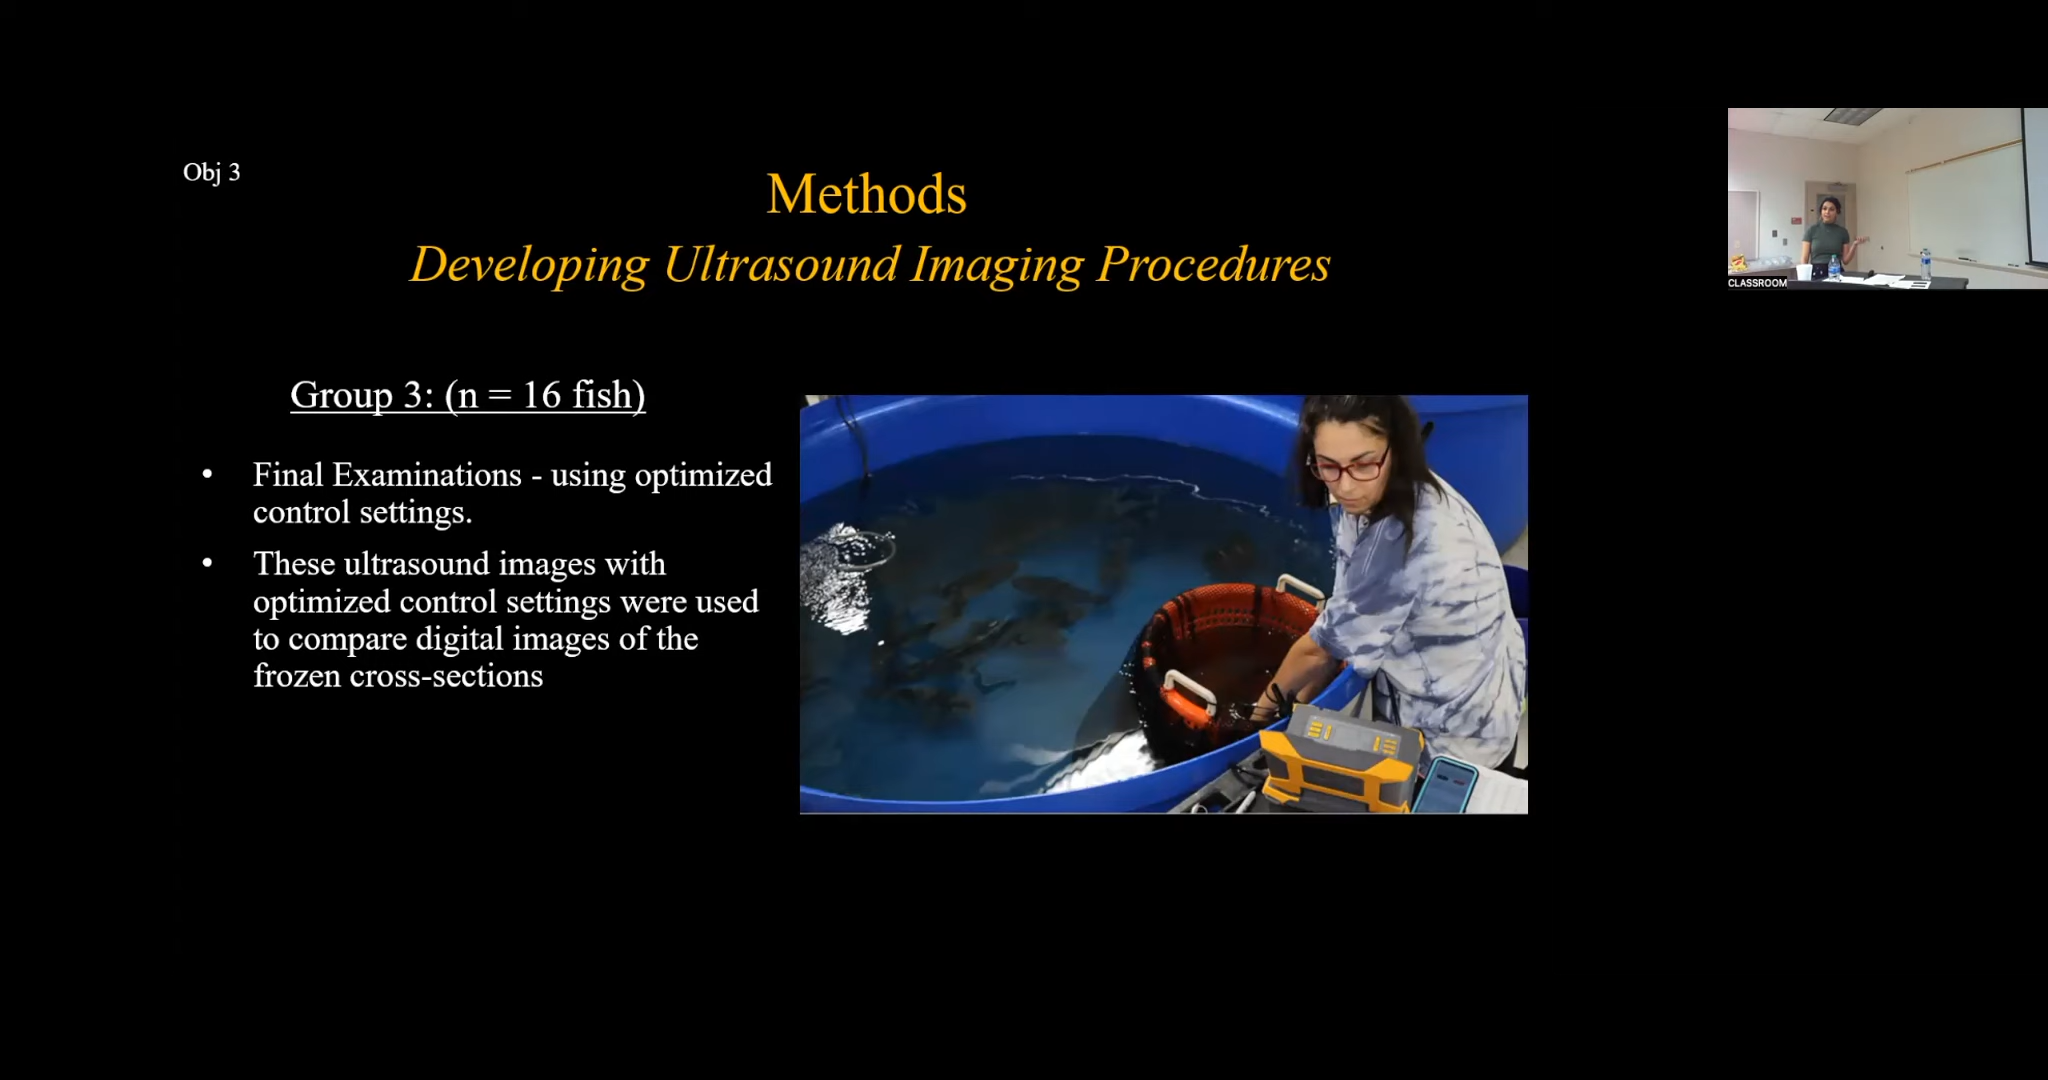 Obj 3
Methods
Developing Ultrasound Imaging Procedures
Group 3: (n = 16 fish)
• Final Examinations - using optimized
control settings.
• These ultrasound images with
optimized control settings were used
to compare digital images of the
frozen cross-sections
CLASSROOM